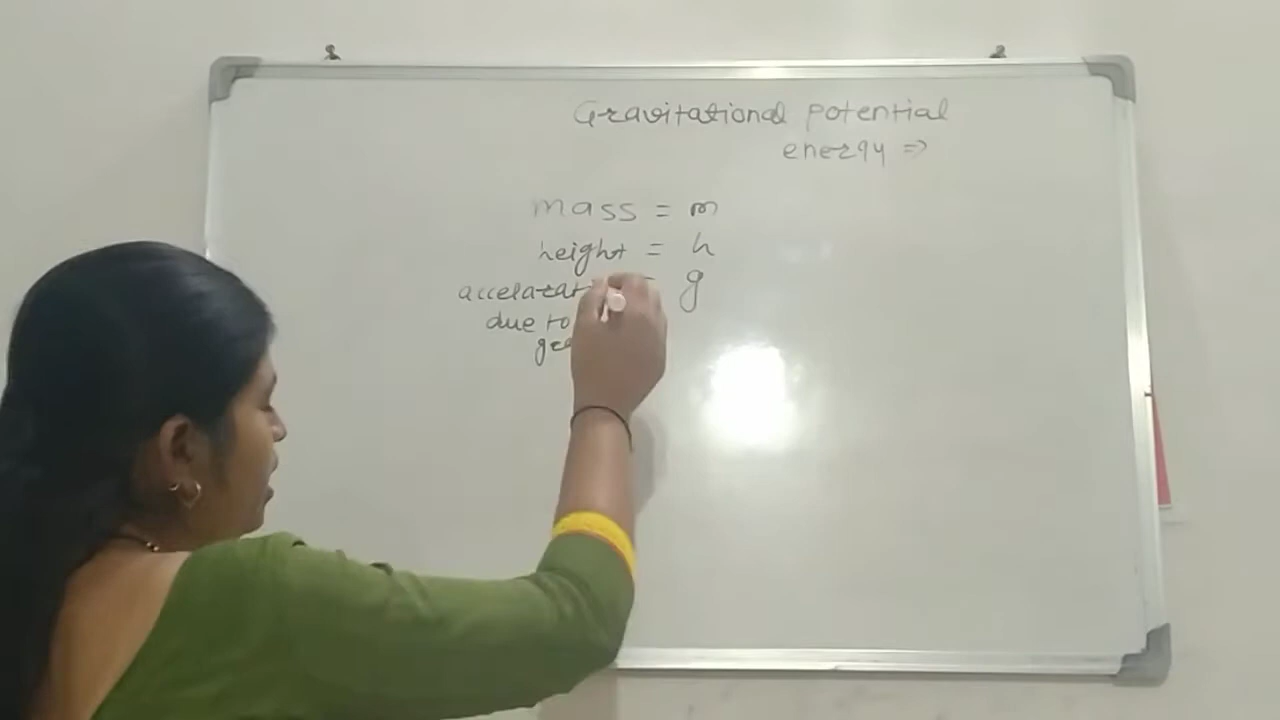 Gravitational potential
energy =>
mass = m
height = h
= g
due to